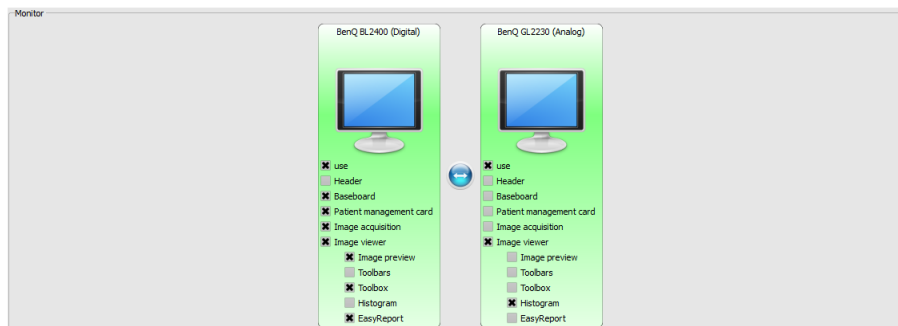 Monitor
BenQ BL2400 (Digital)
use
Header
Baseboard
Patient management card
Image acquisition
Image viewer
Image preview
Toolbars
Toolbox
Histogram
EasyReport
BenQ GL2230 (Analog)
use
Header
Baseboard
Patient management card
Image acquisition
Image viewer
Image preview
Toolbars
Toolbox
Histogram
EasyReport